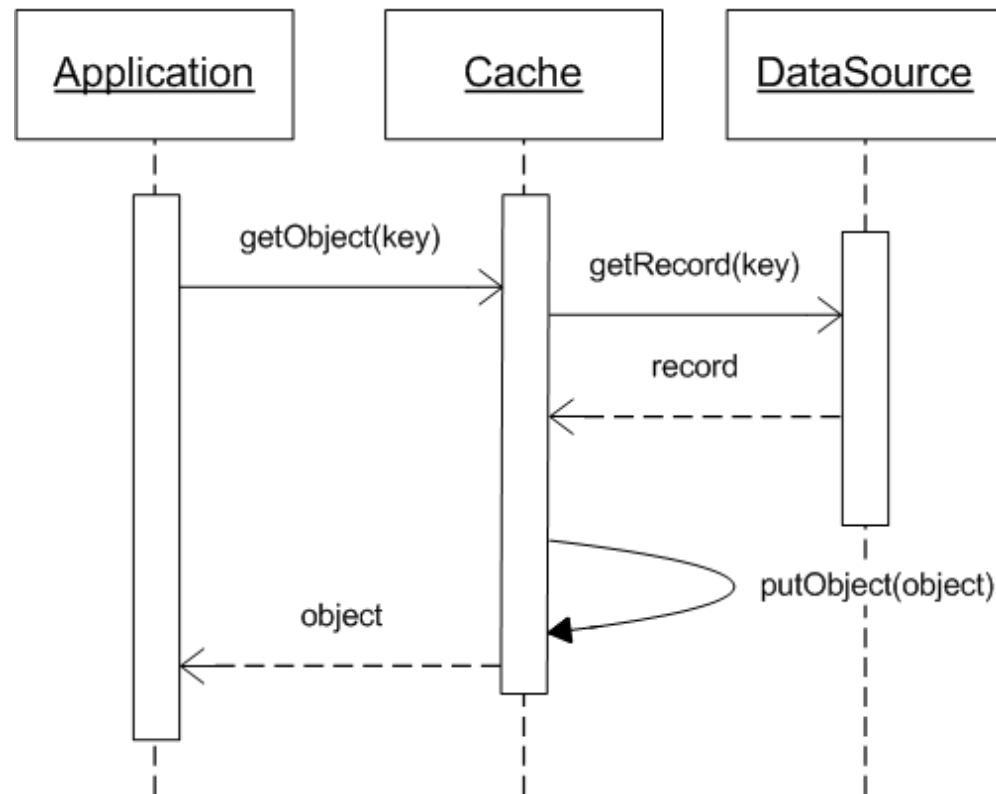 Application
Cache
DataSource
getObject(key)
getRecord(key)
record
putObject(object)
object